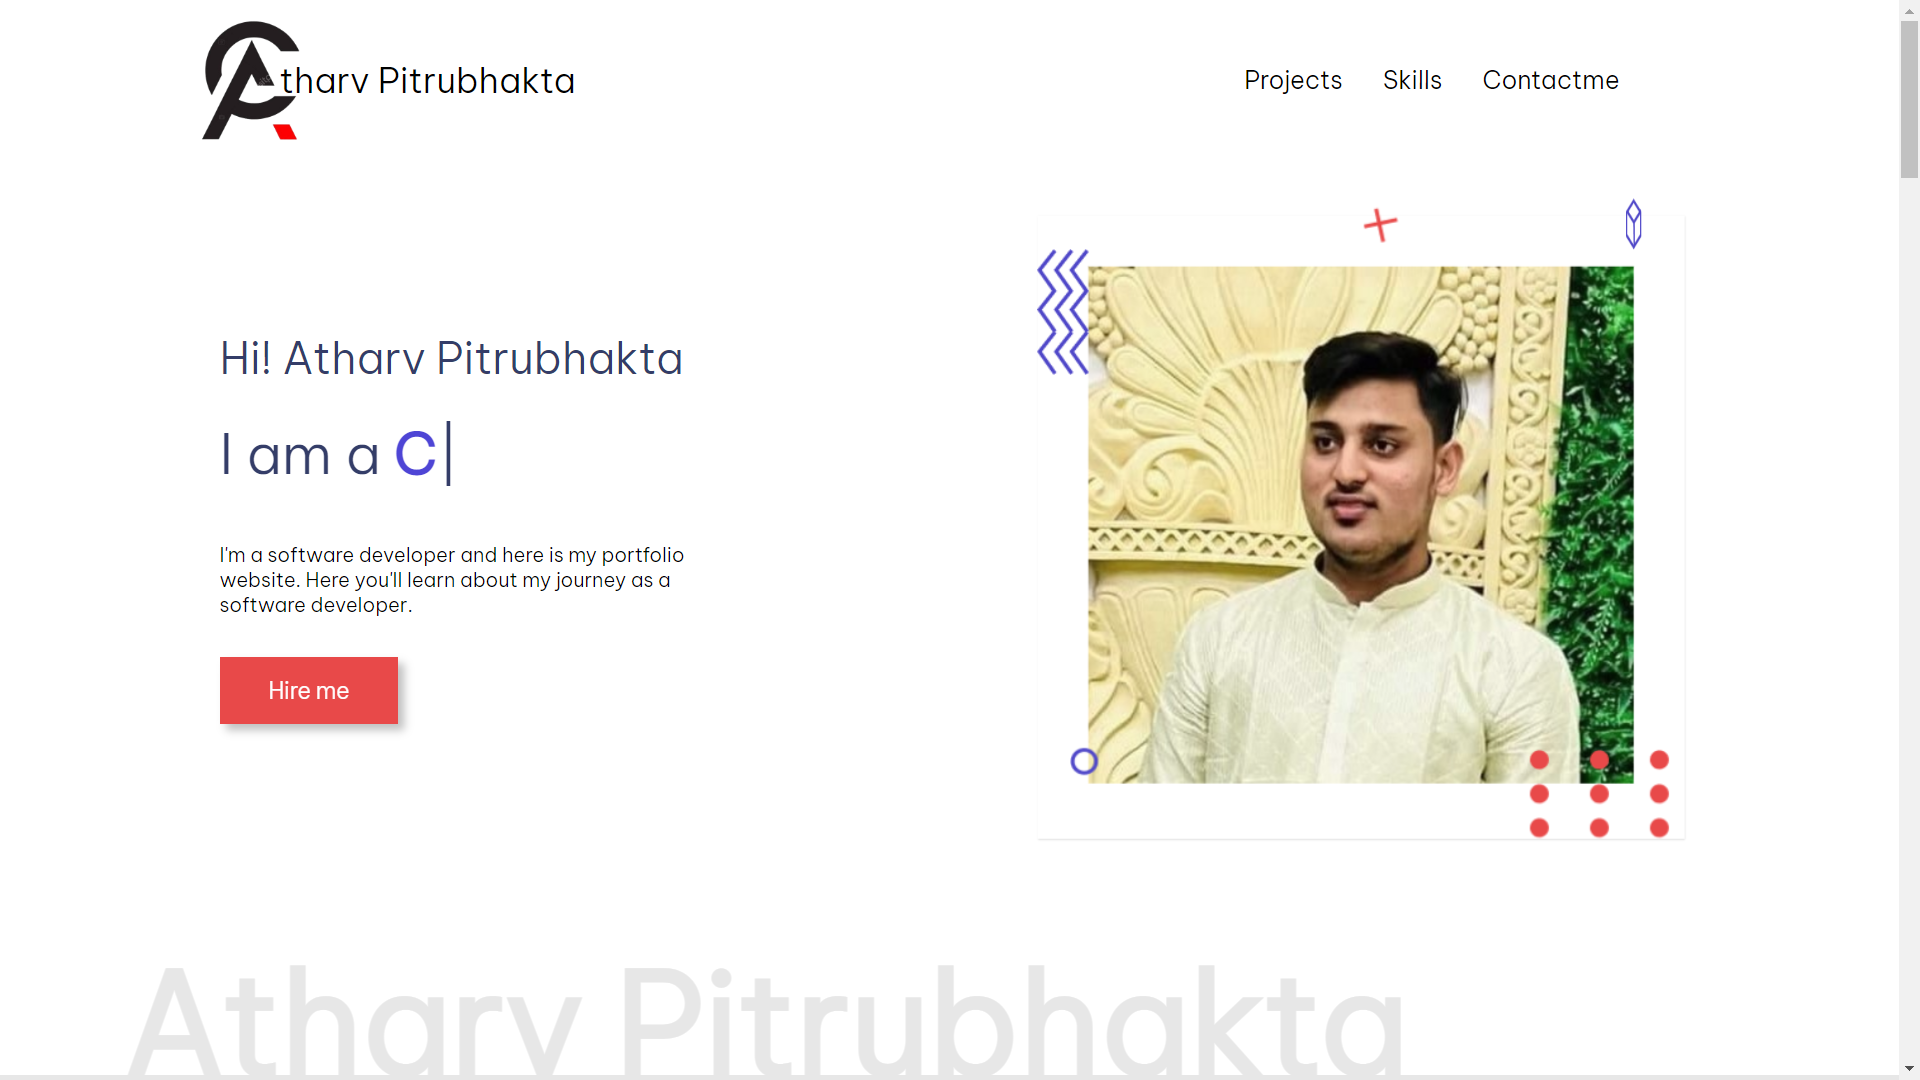 tharv Pitrubhakta
Projects Skills Contactme
Hi! Atharv Pitrubhakta
I am a C
I'm a software developer and here is my portfolio
website. Here you'll learn about my journey as a
software developer.
Hire me
Atharv Pitrubhakta